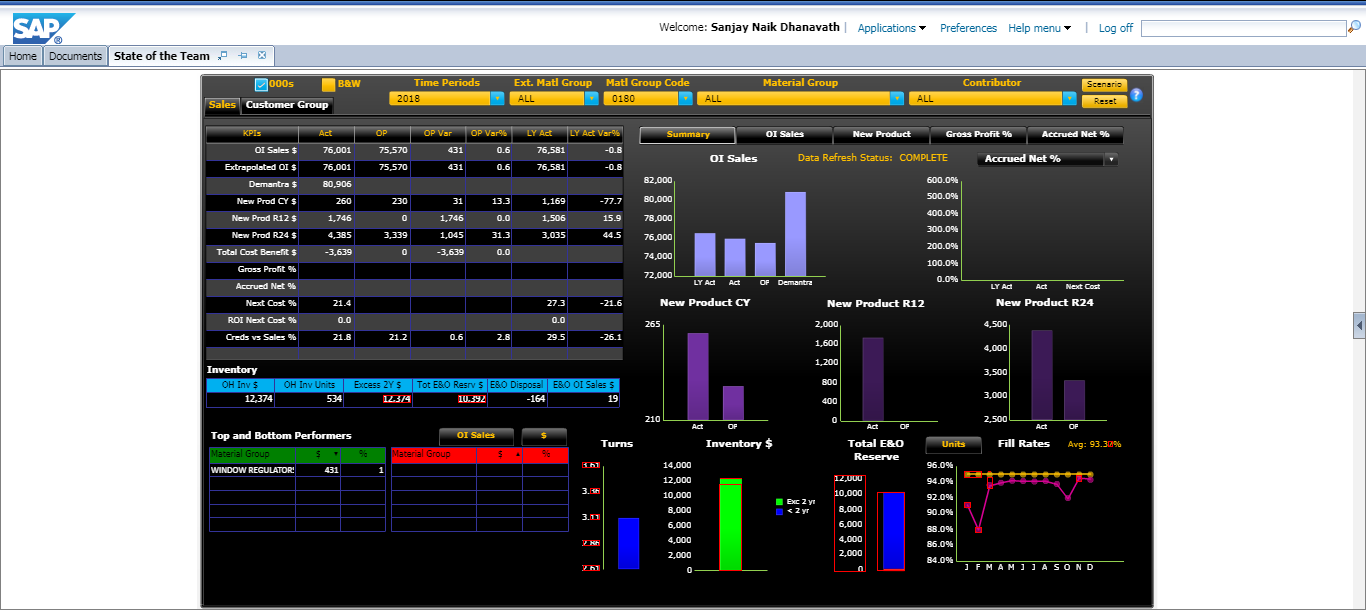 SAP ®
Welcome: Sanjay Naik Dhanavath | Applications Preferences Help menu | Log off
Home Documents State of the Team
000s B&W Time Periods Ext. Matl Group Matl Group Code Material Group Contributor Scenario
2018 ALL 0180 ALL ALL Reset ?
Sales Customer Group
KPIs Act OP OP Var OP Var% LY Act LY Act Var%
OI Sales $ 76,001 75,570 431 0.6 76,581 -0.8
Extrapolated OI $ 76,001 75,570 431 0.6 76,581 -0.8
Demantra $ 80,906
New Prod CY $ 260 230 31 13.3 1,169 -77.7
New Prod R12 $ 1,746 0 1,746 0.0 1,506 15.9
New Prod R24 $ 4,385 3,339 1,045 31.3 3,035 44.5
Total Cost Benefit $ -3,639 0 -3,639 0.0
Gross Profit %
Accrued Net %
Next Cost % 21.4 27.3 -21.6
ROI Next Cost % 0.0 0.0
Creds vs Sales % 21.8 21.2 0.6 2.8 29.5 -26.1
Summary OI Sales New Product Gross Profit % Accrued Net %
OI Sales Data Refresh Status: COMPLETE Accrued Net %
82,000
80,000
78,000
76,000
74,000
72,000
LY Act Act OP Demantra
600.0%
500.0%
400.0%
300.0%
200.0%
100.0%
0.0%
LY Act Act Next Cost
New Product CY New Product R12 New Product R24
265
210
Act OP
2,000
1,600
1,200
800
400
0
Act OP
4,500
4,000
3,500
3,000
2,500
Act OP
Inventory
OH Inv $ OH Inv Units Excess 2Y $ Tot E&O Resrv $ E&O Disposal E&O OI Sales $
12,374 534 12,374 10,392 -164 19
Top and Bottom Performers OI Sales $
Material Group $ % Material Group $ %
WINDOW REGULATORS 431 1
Turns Inventory $ Total E&O Reserve Units Fill Rates
3.61
3.36
3.11
2.86
2.61
14,000
12,000
10,000
8,000
6,000
4,000
2,000
0
Exc 2 yr
< 2 yr
12,000
10,000
8,000
6,000
4,000
2,000
0
96.0%
94.0%
92.0%
90.0%
88.0%
86.0%
84.0%
J F M A M J J A S O N D